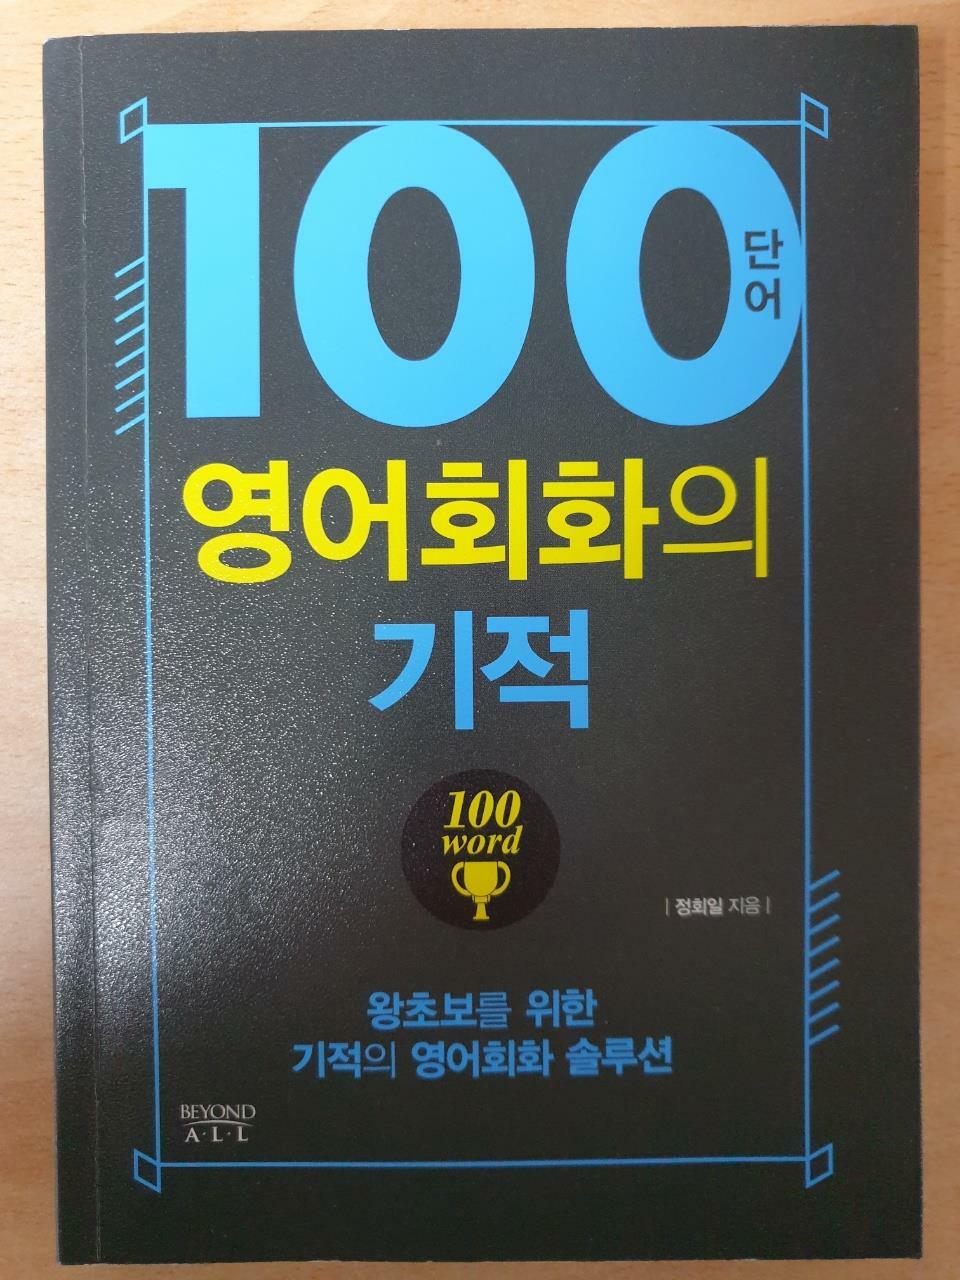 100
단어
영어회화의
기적
100
word
| 정회일 지음 |
왕초보를 위한
기적의 영어회화 솔루션
BEYOND
A·L·L